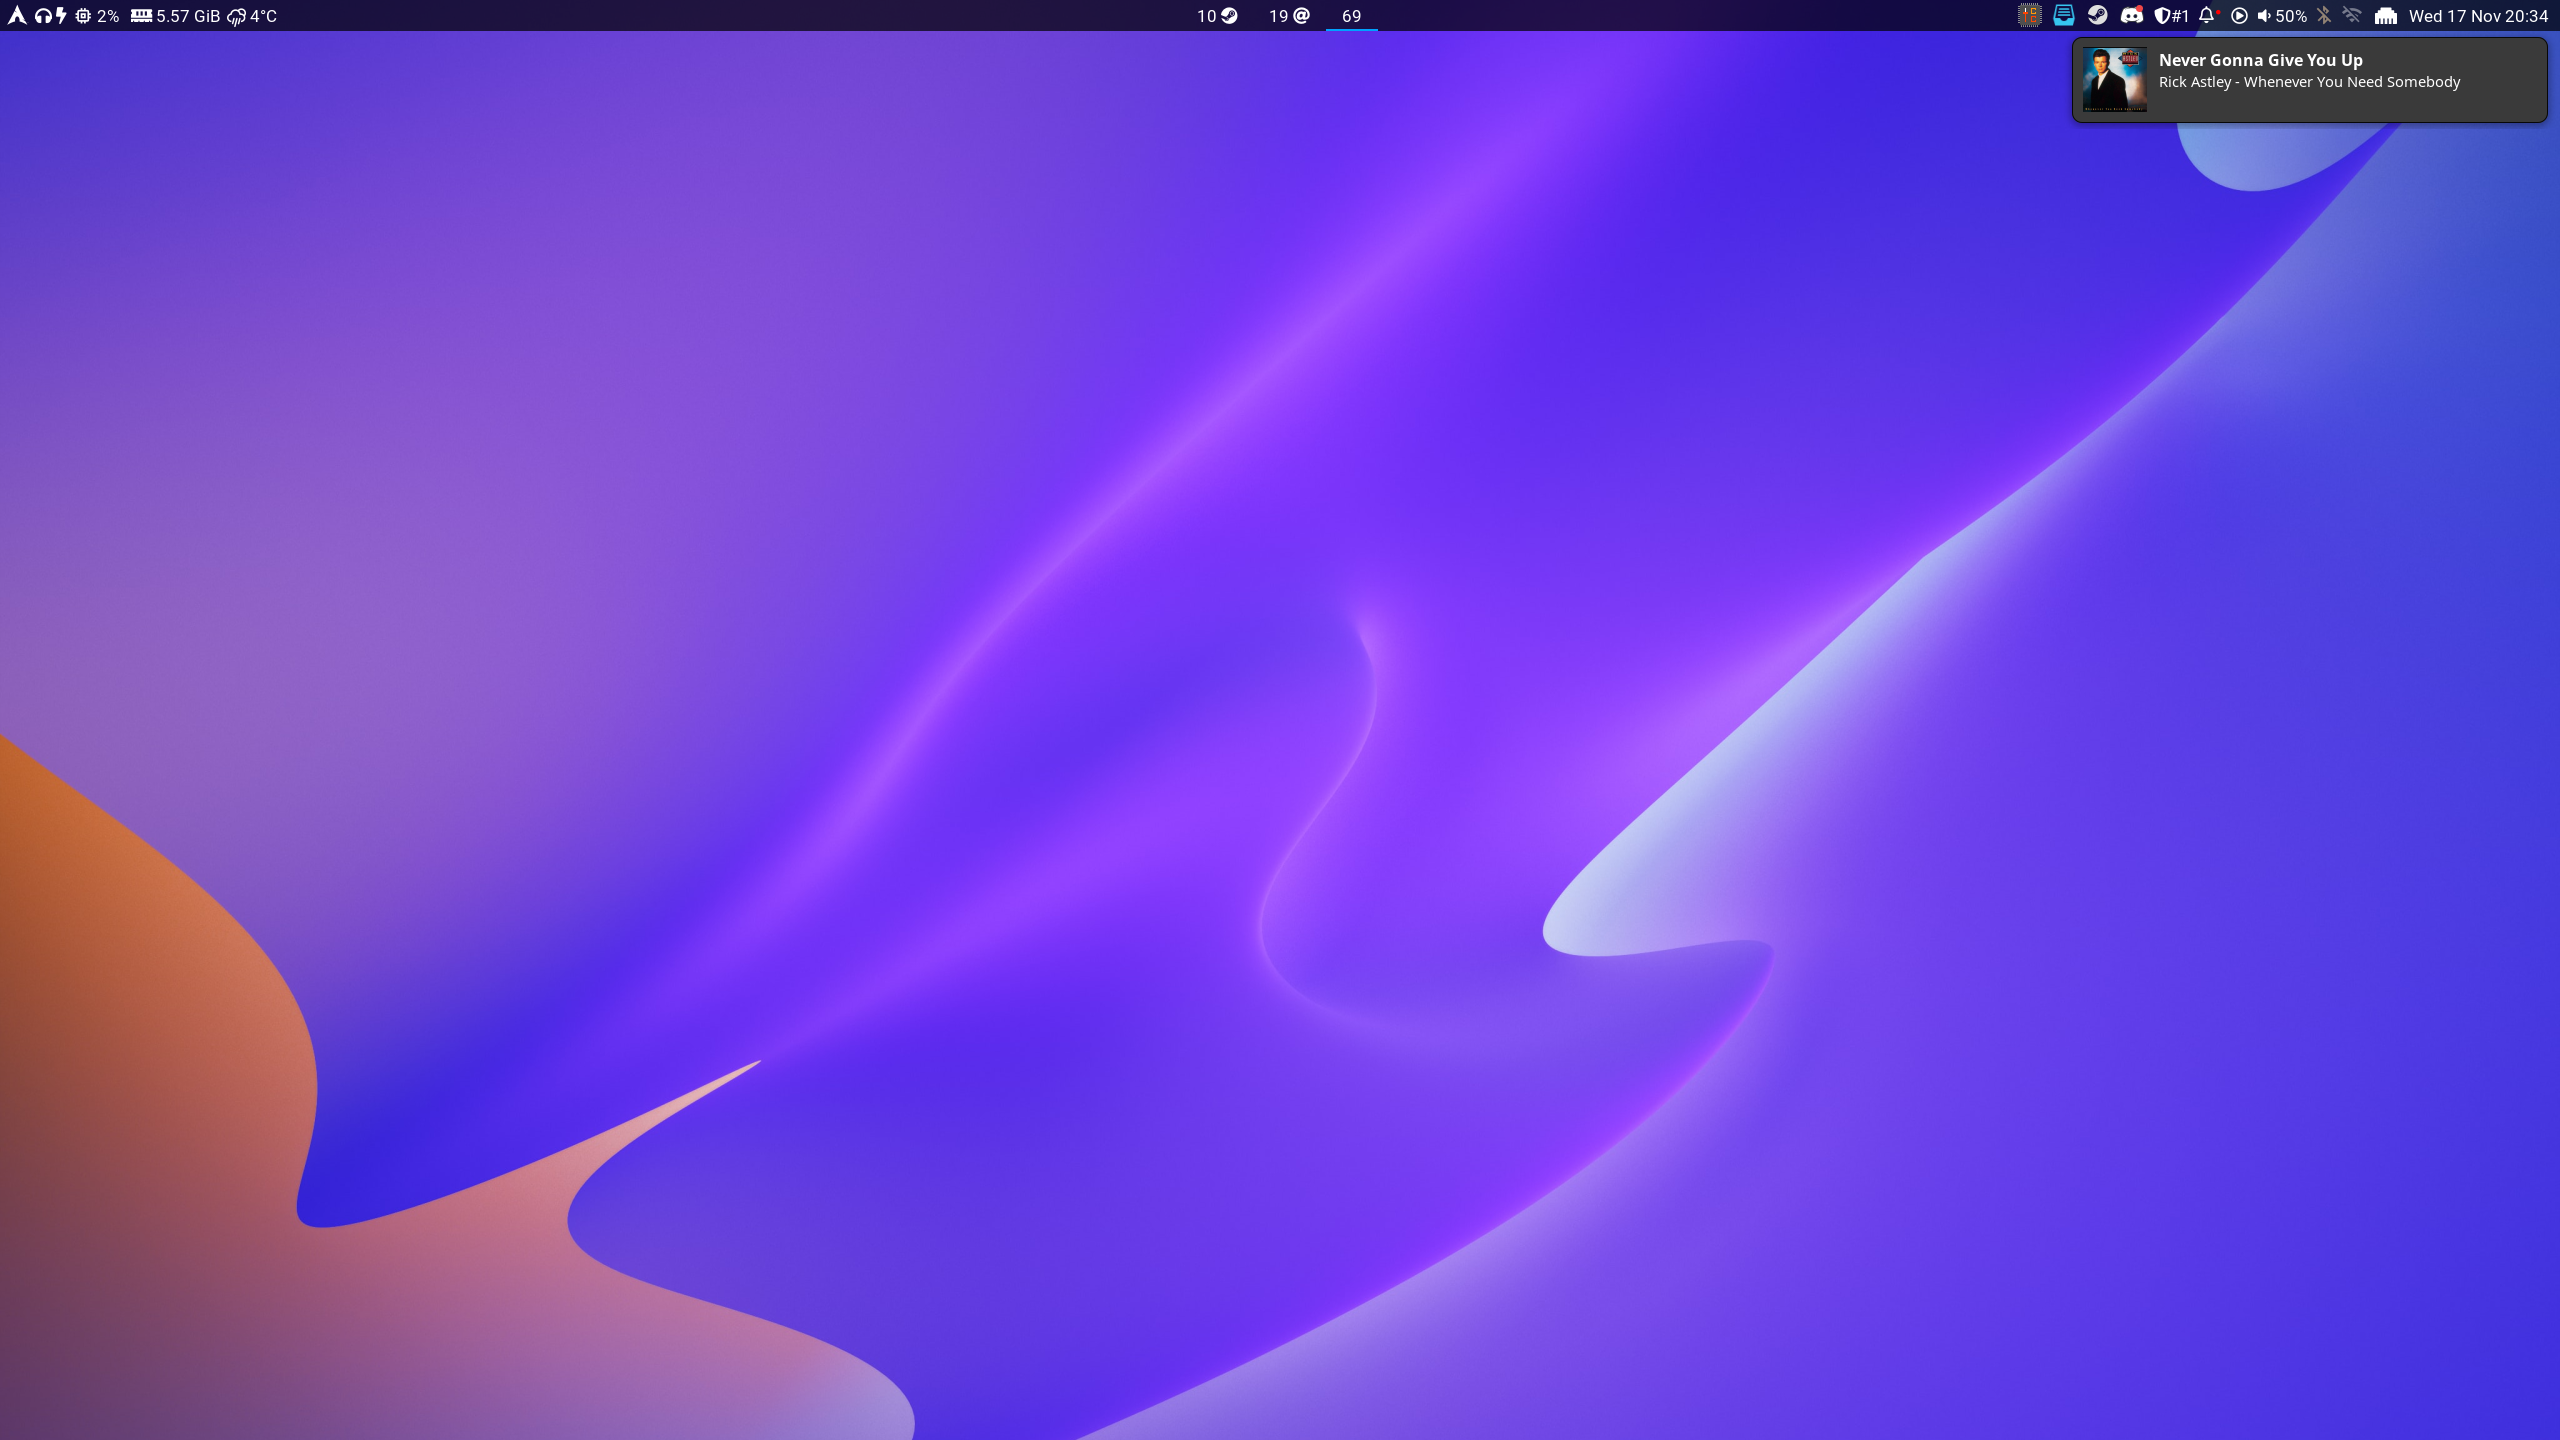 2% 5.57 GiB 4°C 10 19 @ 69 #1 50% Wed 17 Nov 20:34
Never Gonna Give You Up
Rick Astley - Whenever You Need Somebody